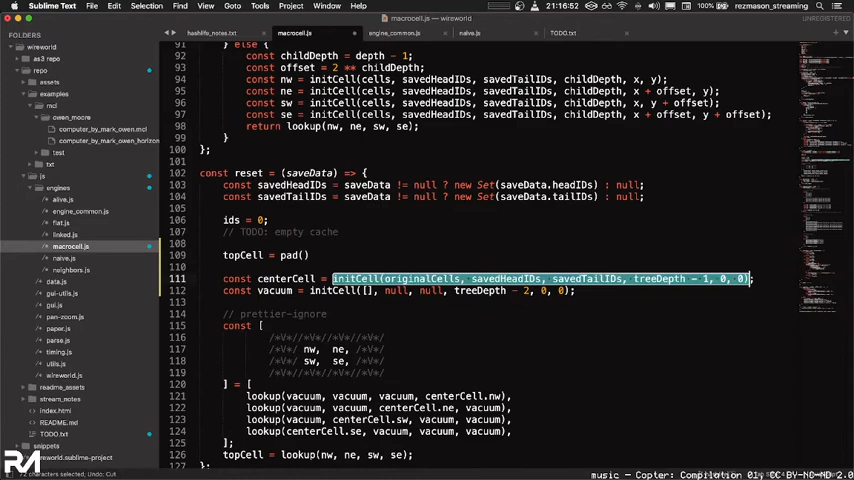 Sublime Text File Edit Selection Find View Goto Tools Project Window Help
21:16:52 100% rezmason_streaming
macrocell.js — wireworld
UNREGISTERED
FOLDERS
wireworld
as3 repo
repo
assets
examples
mcl
owen_moore
computer_by_mark_owen.mcl
computer_by_mark_owen_horizon
test
txt
js
engines
alive.js
engine_common.js
flat.js
linked.js
macrocell.js
naive.js
neighbors.js
data.js
gui-utils.js
gui.js
pan-zoom.js
paper.js
parse.js
timing.js
utils.js
wireworld.js
readme_assets
stream_notes
index.html
README.md
TODO.txt
snippets
wireworld.sublime-project
hashlife_notes.txt macrocell.js engine_common.js naive.js TODO.txt
91 } else {
92 const childDepth = depth - 1;
93 const offset = 2 ** childDepth;
94 const nw = initCell(cells, savedHeadIDs, savedTailIDs, childDepth, x, y);
95 const ne = initCell(cells, savedHeadIDs, savedTailIDs, childDepth, x + offset, y);
96 const sw = initCell(cells, savedHeadIDs, savedTailIDs, childDepth, x, y + offset);
97 const se = initCell(cells, savedHeadIDs, savedTailIDs, childDepth, x + offset, y + offset);
98 return lookup(nw, ne, sw, se);
99 }
100 };
101
102 const reset = (saveData) => {
103 const savedHeadIDs = saveData != null ? new Set(saveData.headIDs) : null;
104 const savedTailIDs = saveData != null ? new Set(saveData.tailIDs) : null;
105
106 ids = 0;
107 // TODO: empty cache
108
109 topCell = pad()
110
111 const centerCell = initCell(originalCells, savedHeadIDs, savedTailIDs, treeDepth - 1, 0, 0);
112 const vacuum = initCell([], null, null, treeDepth - 2, 0, 0);
113
114 // prettier-ignore
115 const [
116 /*V*//*V*//*V*//*V*/
117 /*V*/ nw, ne, /*V*/
118 /*V*/ sw, se, /*V*/
119 /*V*//*V*//*V*//*V*/
120 ] = [
121 lookup(vacuum, vacuum, vacuum, centerCell.nw),
122 lookup(vacuum, vacuum, centerCell.ne, vacuum),
123 lookup(vacuum, centerCell.sw, vacuum, vacuum),
124 lookup(centerCell.se, vacuum, vacuum, vacuum),
125 ];
126 topCell = lookup(nw, ne, sw, se);
127 };
72 characters selected; Undo: Cut
music - Copter: Compilation 01, CC BY-NC-ND 2.0